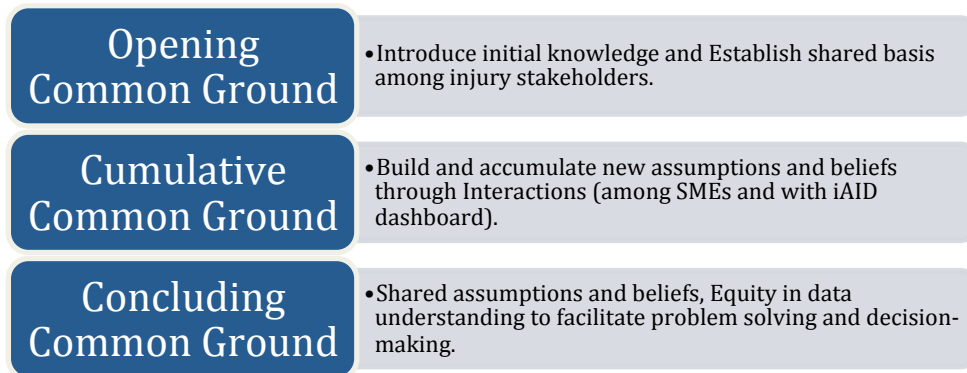 Opening
Common Ground
•Introduce initial knowledge and Establish shared basis
among injury stakeholders.
Cumulative
Common Ground
•Build and accumulate new assumptions and beliefs
through Interactions (among SMEs and with iAID
dashboard).
Concluding
Common Ground
•Shared assumptions and beliefs, Equity in data
understanding to facilitate problem solving and decision-
making.